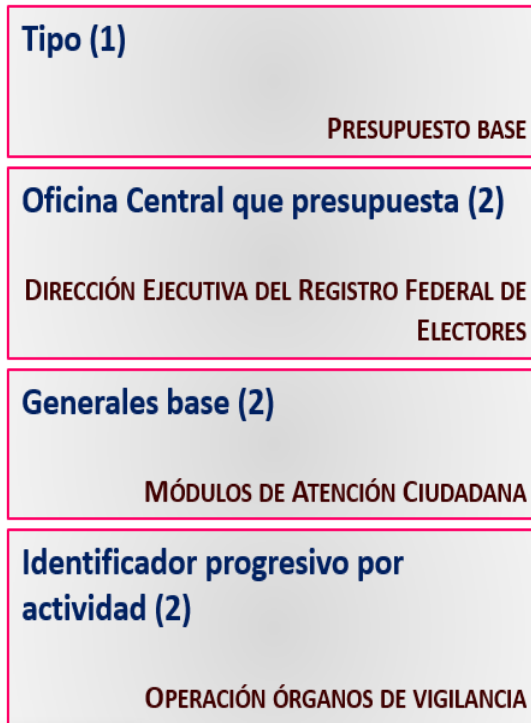 Tipo (1)
PRESUPUESTO BASE
Oficina Central que presupuesta (2)
DIRECCIÓN EJECUTIVA DEL REGISTRO FEDERAL DE
ELECTORES
Generales base (2)
MÓDULOS DE ATENCIÓN CIUDADANA
Identificador progresivo por
actividad (2)
OPERACIÓN ÓRGANOS DE VIGILANCIA